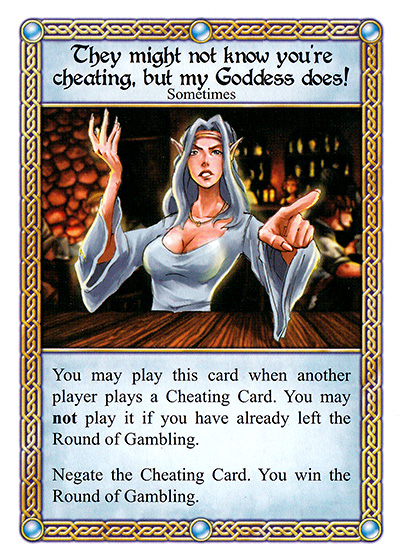 They might not know you're
cheating, but my Goddess does!
Sometimes
You may play this card when another
player plays a Cheating Card. You may
not play it if you have already left the
Round of Gambling.
Negate the Cheating Card. You win the
Round of Gambling.